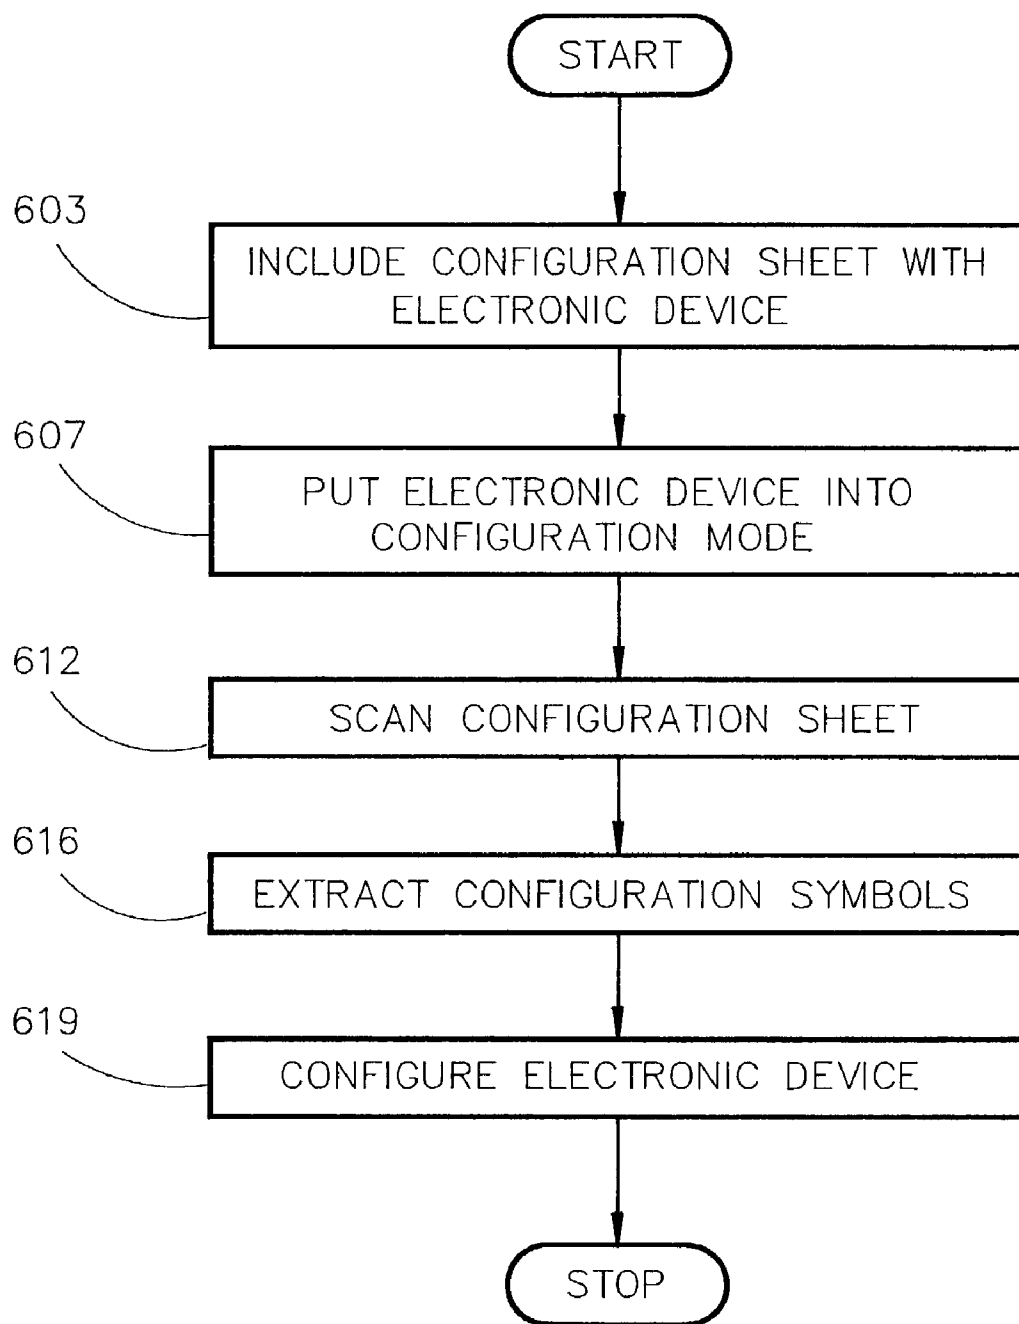 START
603
INCLUDE CONFIGURATION SHEET WITH
ELECTRONIC DEVICE
607
PUT ELECTRONIC DEVICE INTO
CONFIGURATION MODE
612
SCAN CONFIGURATION SHEET
616
EXTRACT CONFIGURATION SYMBOLS
619
CONFIGURE ELECTRONIC DEVICE
STOP